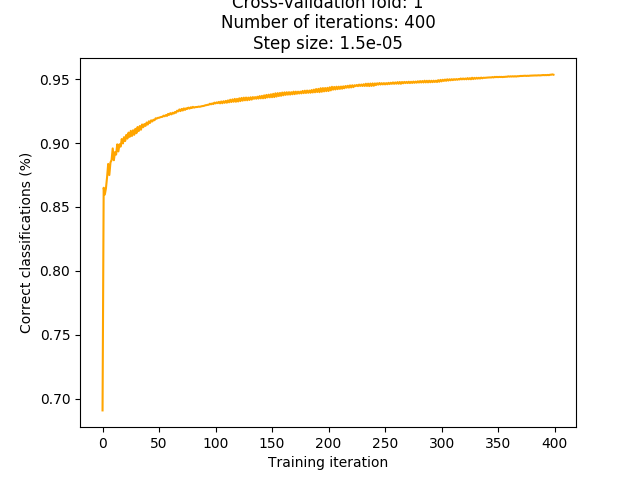 Cross-validation fold: 1
Number of iterations: 400
Step size: 1.5e-05
0.95
0.90
0.85
0.80
0.75
0.70
Correct classifications (%)
0 50 100 150 200 250 300 350 400
Training iteration